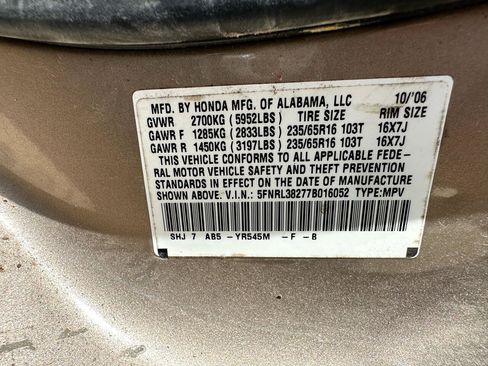 MFD. BY HONDA MFG. OF ALABAMA, LLC 10/'06
GVWR 2700KG (5952LBS) TIRE SIZE RIM SIZE
GAWR F 1285KG (2833LBS) 235/65R16 103T 16X7J
GAWR R 1450KG (3197LBS) 235/65R16 103T 16X7J
THIS VEHICLE CONFORMS TO ALL APPLICABLE FEDE-
RAL MOTOR VEHICLE SAFETY AND THEFT PREVENTION
STANDARDS IN EFFECT ON THE DATE OF MANUFACTURE
SHOWN ABOVE. V.I.N.: 5FNRL38277B016052 TYPE:MPV
SHJ 7 AB5 -YR545M -F -B